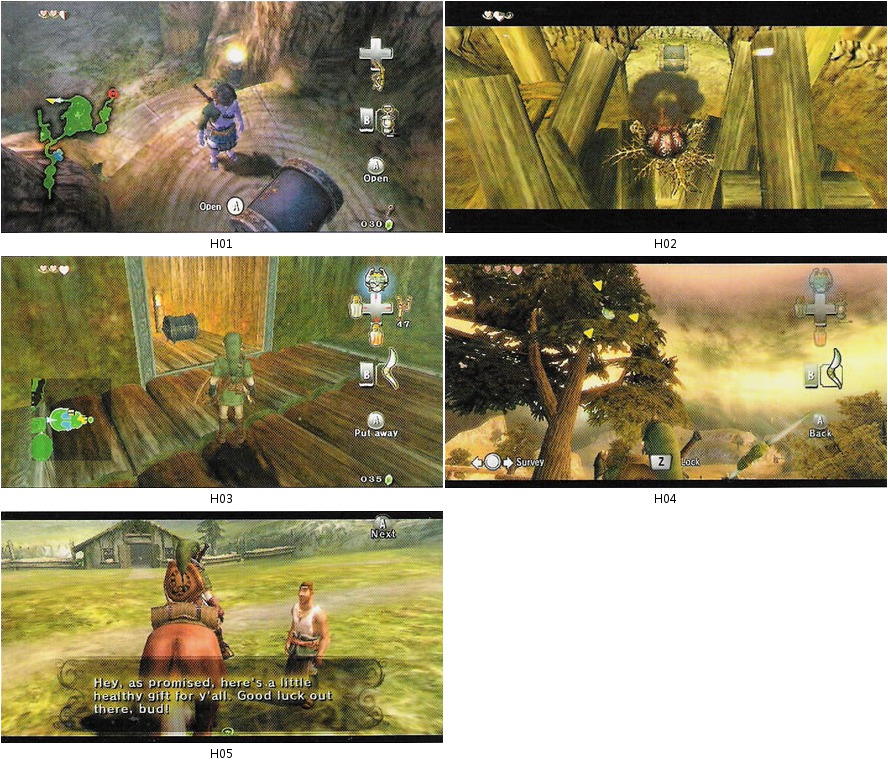 B
A
Open
Open A
030
H01
H02
47
B
A
Put away
035
H03
B
A
Back
Survey
Z Lock
H04
A
Next
Hey, as promised, here's a little
healthy gift for y'all. Good luck out
there, bud!
H05